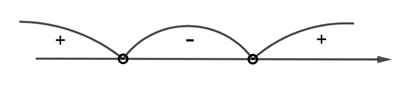 + - +